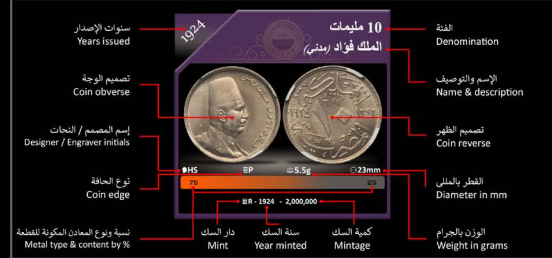 1924
10 مليمات
الملك فؤاد (مدني)
سنوات الإصدار
Years issued
الفئة
Denomination
تصميم الوجة
Coin obverse
الإسم والتوصيف
Name & description
إسم المصمم / النحات
Designer / Engraver initials
تصميم الظهر
Coin reverse
HS
P
5.5g
23mm
75
25
نوع الحافة
Coin edge
القطر بالمللى
Diameter in mm
R - 1924 - 2,000,000
نسبة ونوع المعادن المكونة للقطعة
Metal type & content by %
دار السك
Mint
سنة السك
Year minted
كمية السك
Mintage
الوزن بالجرام
Weight in grams